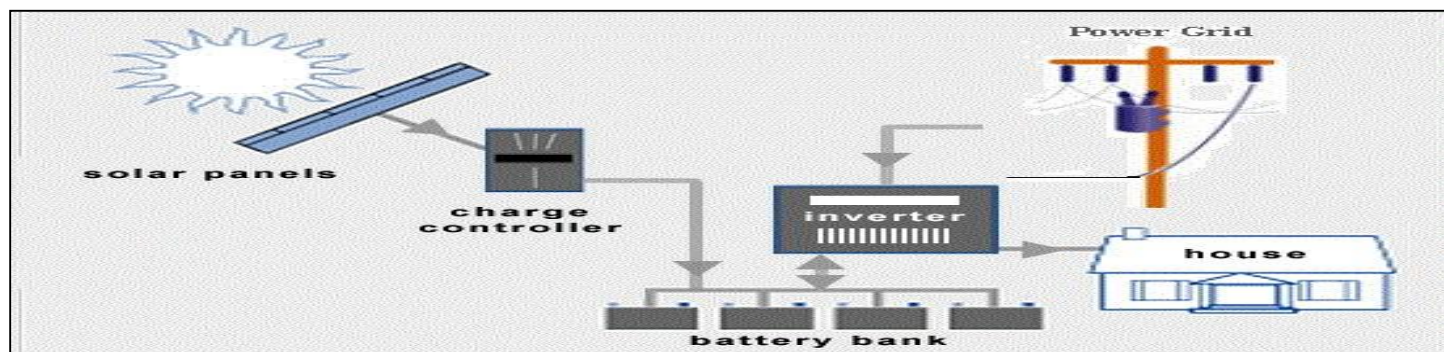 Power Grid
solar panels
charge
controller
inverter
house
battery bank